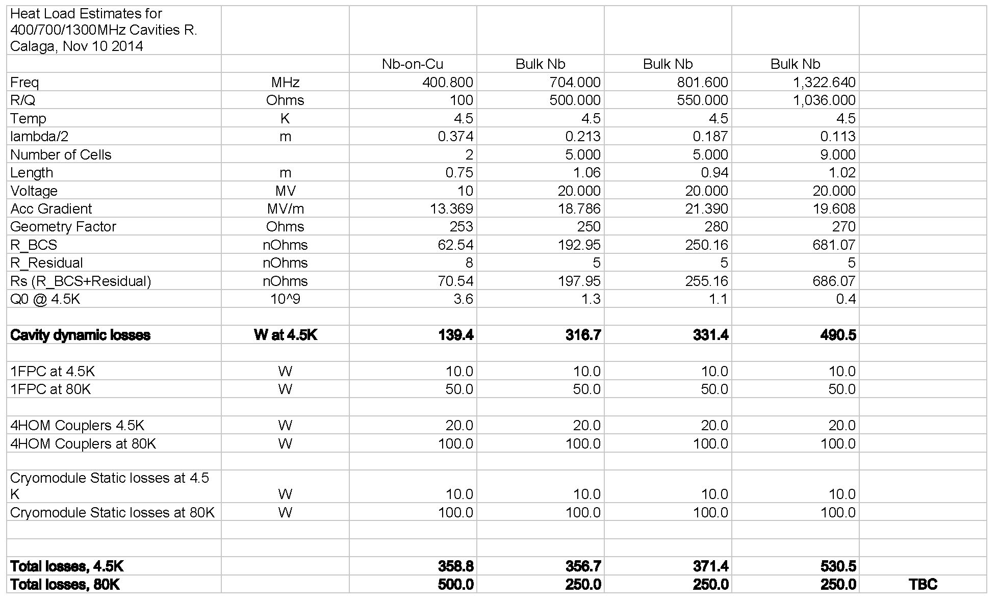 Heat Load Estimates for
400/700/1300MHz Cavities R.
Calaga, Nov 10 2014
Nb-on-Cu Bulk Nb Bulk Nb Bulk Nb
Freq MHz 400.800 704.000 801.600 1,322.640
R/Q Ohms 100 500.000 550.000 1,036.000
Temp K 4.5 4.5 4.5 4.5
lambda/2 m 0.374 0.213 0.187 0.113
Number of Cells 2 5.000 5.000 9.000
Length m 0.75 1.06 0.94 1.02
Voltage MV 10 20.000 20.000 20.000
Acc Gradient MV/m 13.369 18.786 21.390 19.608
Geometry Factor Ohms 253 250 280 270
R_BCS nOhms 62.54 192.95 250.16 681.07
R_Residual nOhms 8 5 5 5
Rs (R_BCS+Residual) nOhms 70.54 197.95 255.16 686.07
Q0 @ 4.5K 10^9 3.6 1.3 1.1 0.4
Cavity dynamic losses W at 4.5K 139.4 316.7 331.4 490.5
1FPC at 4.5K W 10.0 10.0 10.0 10.0
1FPC at 80K W 50.0 50.0 50.0 50.0
4HOM Couplers 4.5K W 20.0 20.0 20.0 20.0
4HOM Couplers at 80K W 100.0 100.0 100.0 100.0
Cryomodule Static losses at 4.5
K W 10.0 10.0 10.0 10.0
Cryomodule Static losses at 80K W 100.0 100.0 100.0 100.0
Total losses, 4.5K 358.8 356.7 371.4 530.5
Total losses, 80K 500.0 250.0 250.0 250.0 TBC